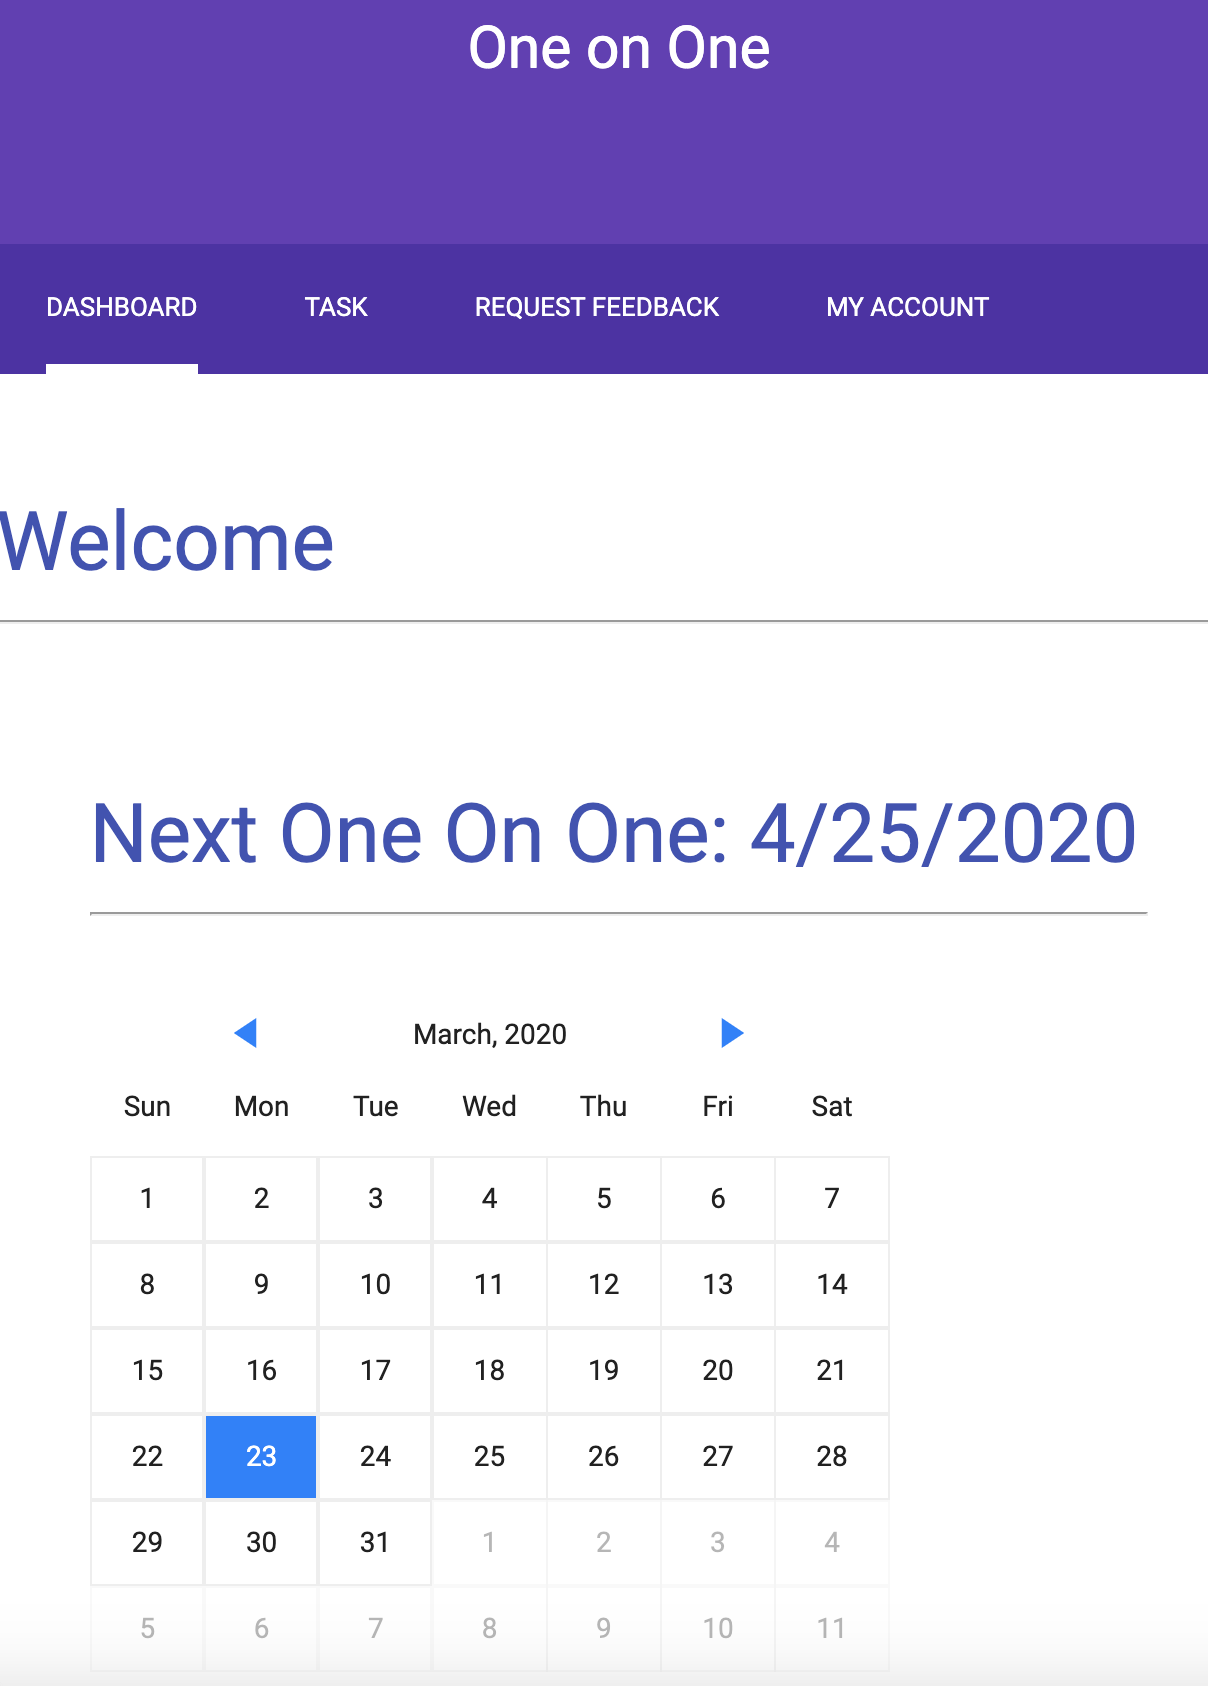 One on One
DASHBOARD TASK REQUEST FEEDBACK MY ACCOUNT
Welcome
Next One On One: 4/25/2020
March, 2020
Sun Mon Tue Wed Thu Fri Sat
1 2 3 4 5 6 7
8 9 10 11 12 13 14
15 16 17 18 19 20 21
22 23 24 25 26 27 28
29 30 31 1 2 3 4
5 6 7 8 9 10 11